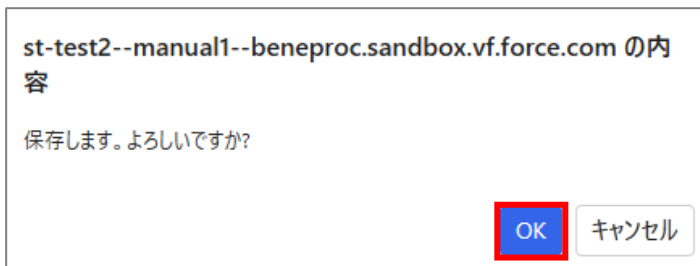 st-test2--manual1--beneproc.sandbox.vf.force.com の内
容
保存します。よろしいですか?
OK キャンセル